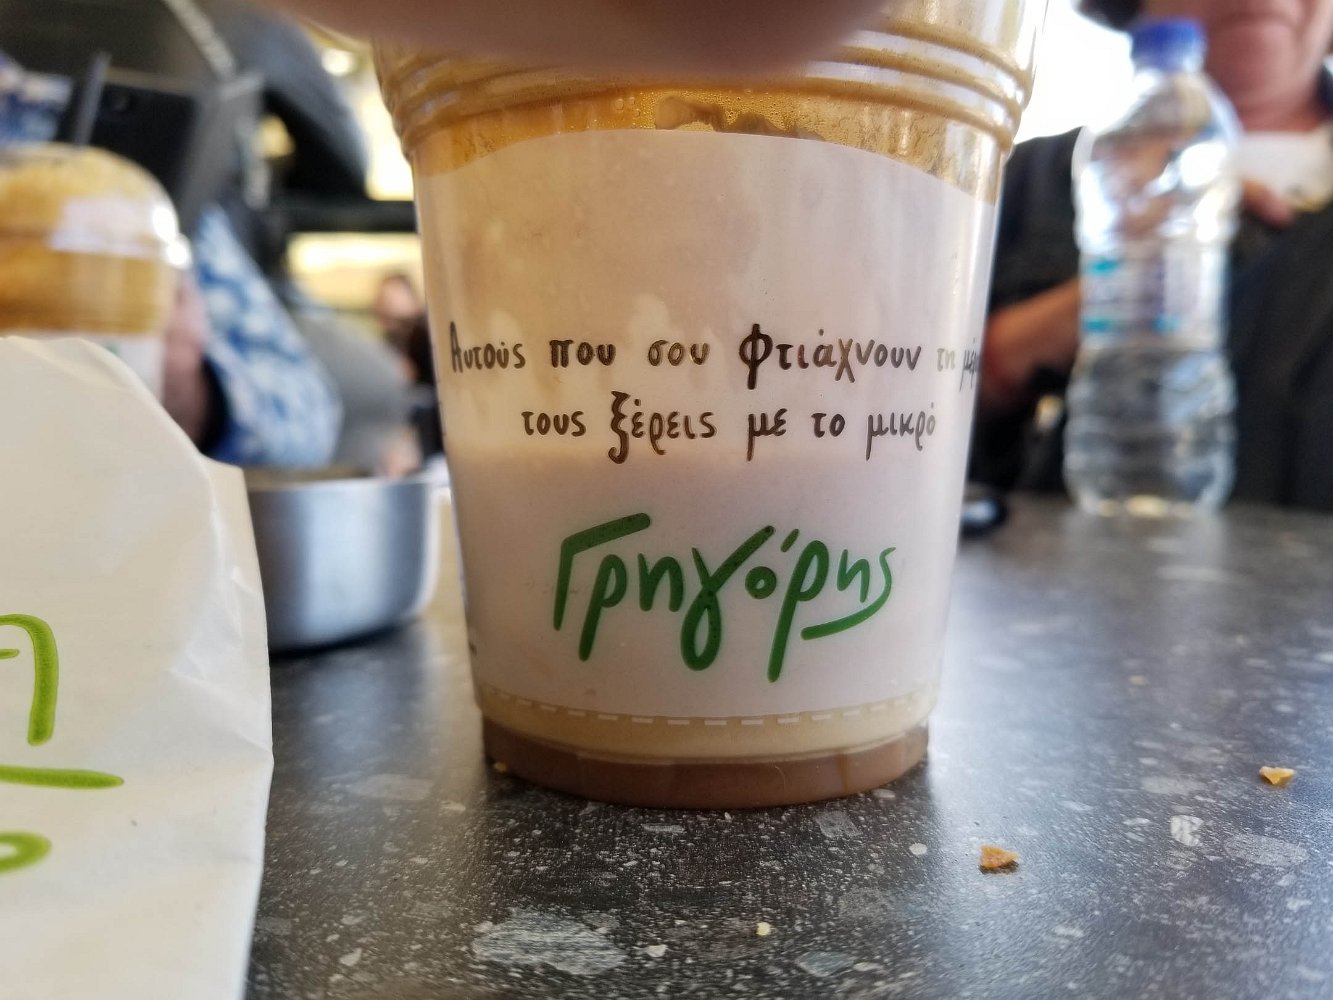 Αυτούς που σου φτιάχνουν τη
τους ξέρεις με το μικρό
Γρηγόρης